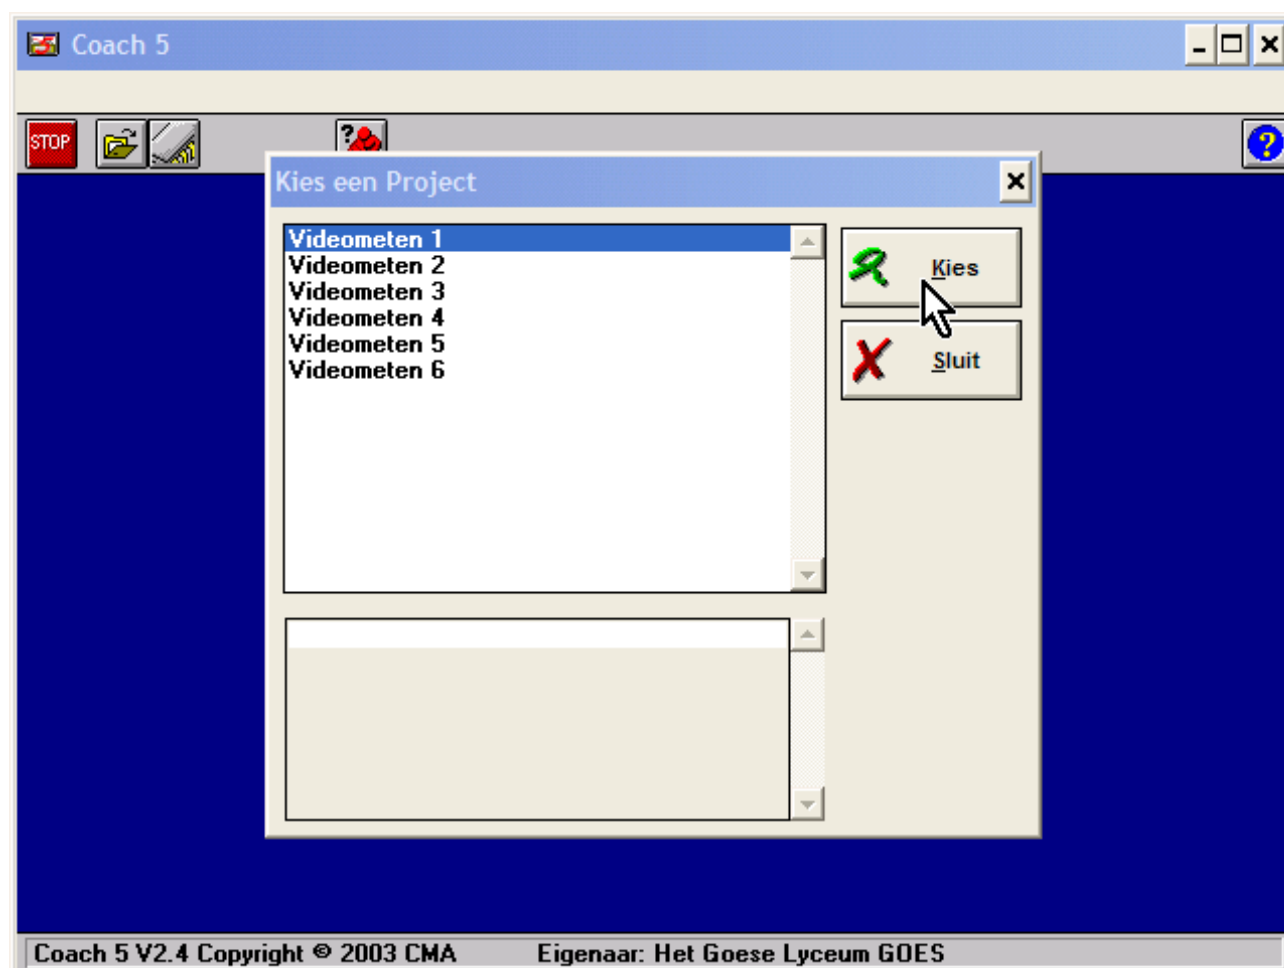 Coach 5
STOP
?
?
Kies een Project
Videometen 1
Videometen 2
Videometen 3
Videometen 4
Videometen 5
Videometen 6
Kies
Sluit
Coach 5 V2.4 Copyright © 2003 CMA Eigenaar: Het Goese Lyceum GOES